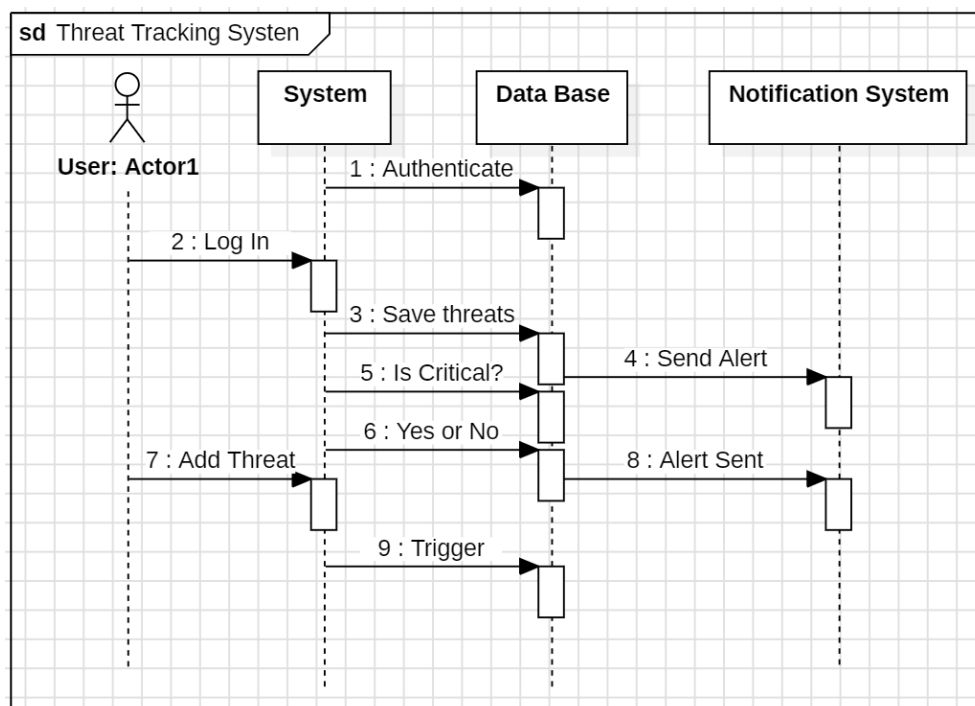 sd Threat Tracking Systen
System
Data Base
Notification System
User: Actor1
1 : Authenticate
2 : Log In
3 : Save threats
4 : Send Alert
5 : Is Critical?
6 : Yes or No
7 : Add Threat
8 : Alert Sent
9 : Trigger